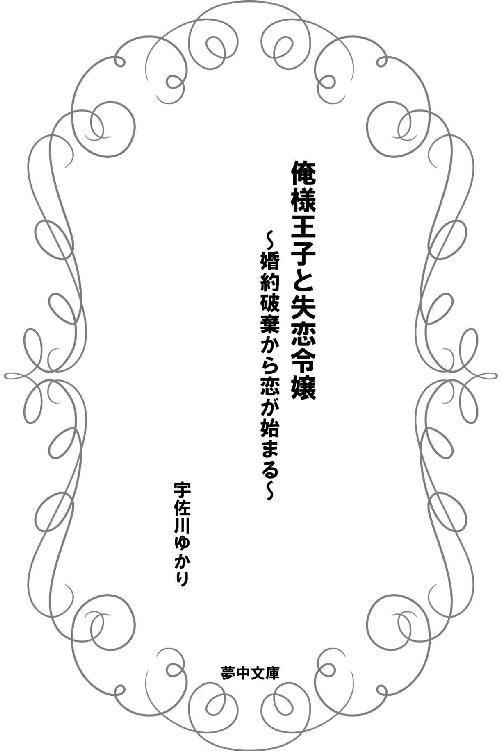 俺様王子と失恋令嬢
～婚約破棄から恋が始まる～
宇佐川ゆかり
夢中文庫